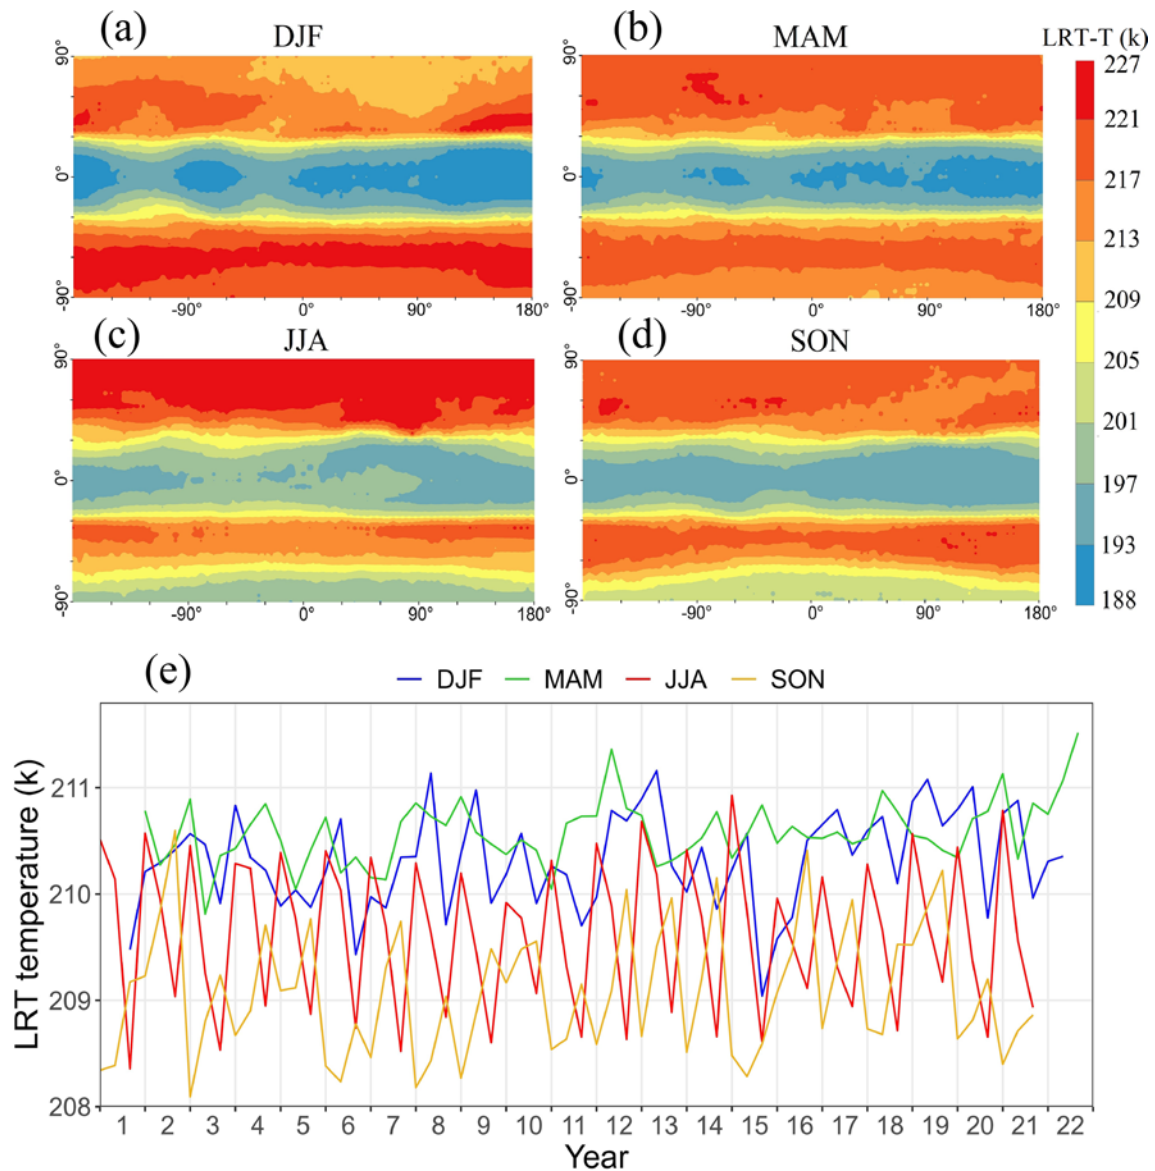 (a) DJF
(b) MAM
LRT-T (k)
90°
0°
-90°
-90° 0° 90° 180°
-90° 0° 90° 180°
227
221
217
213
209
205
201
197
193
188
(c) JJA
(d) SON
90°
0°
-90°
-90° 0° 90° 180°
90°
0°
-90°
-90° 0° 90° 180°
90°
0°
-90°
(e)
DJF MAM JJA SON
LRT temperature (k)
211
210
209
208
1 2 3 4 5 6 7 8 9 10 11 12 13 14 15 16 17 18 19 20 21 22
Year